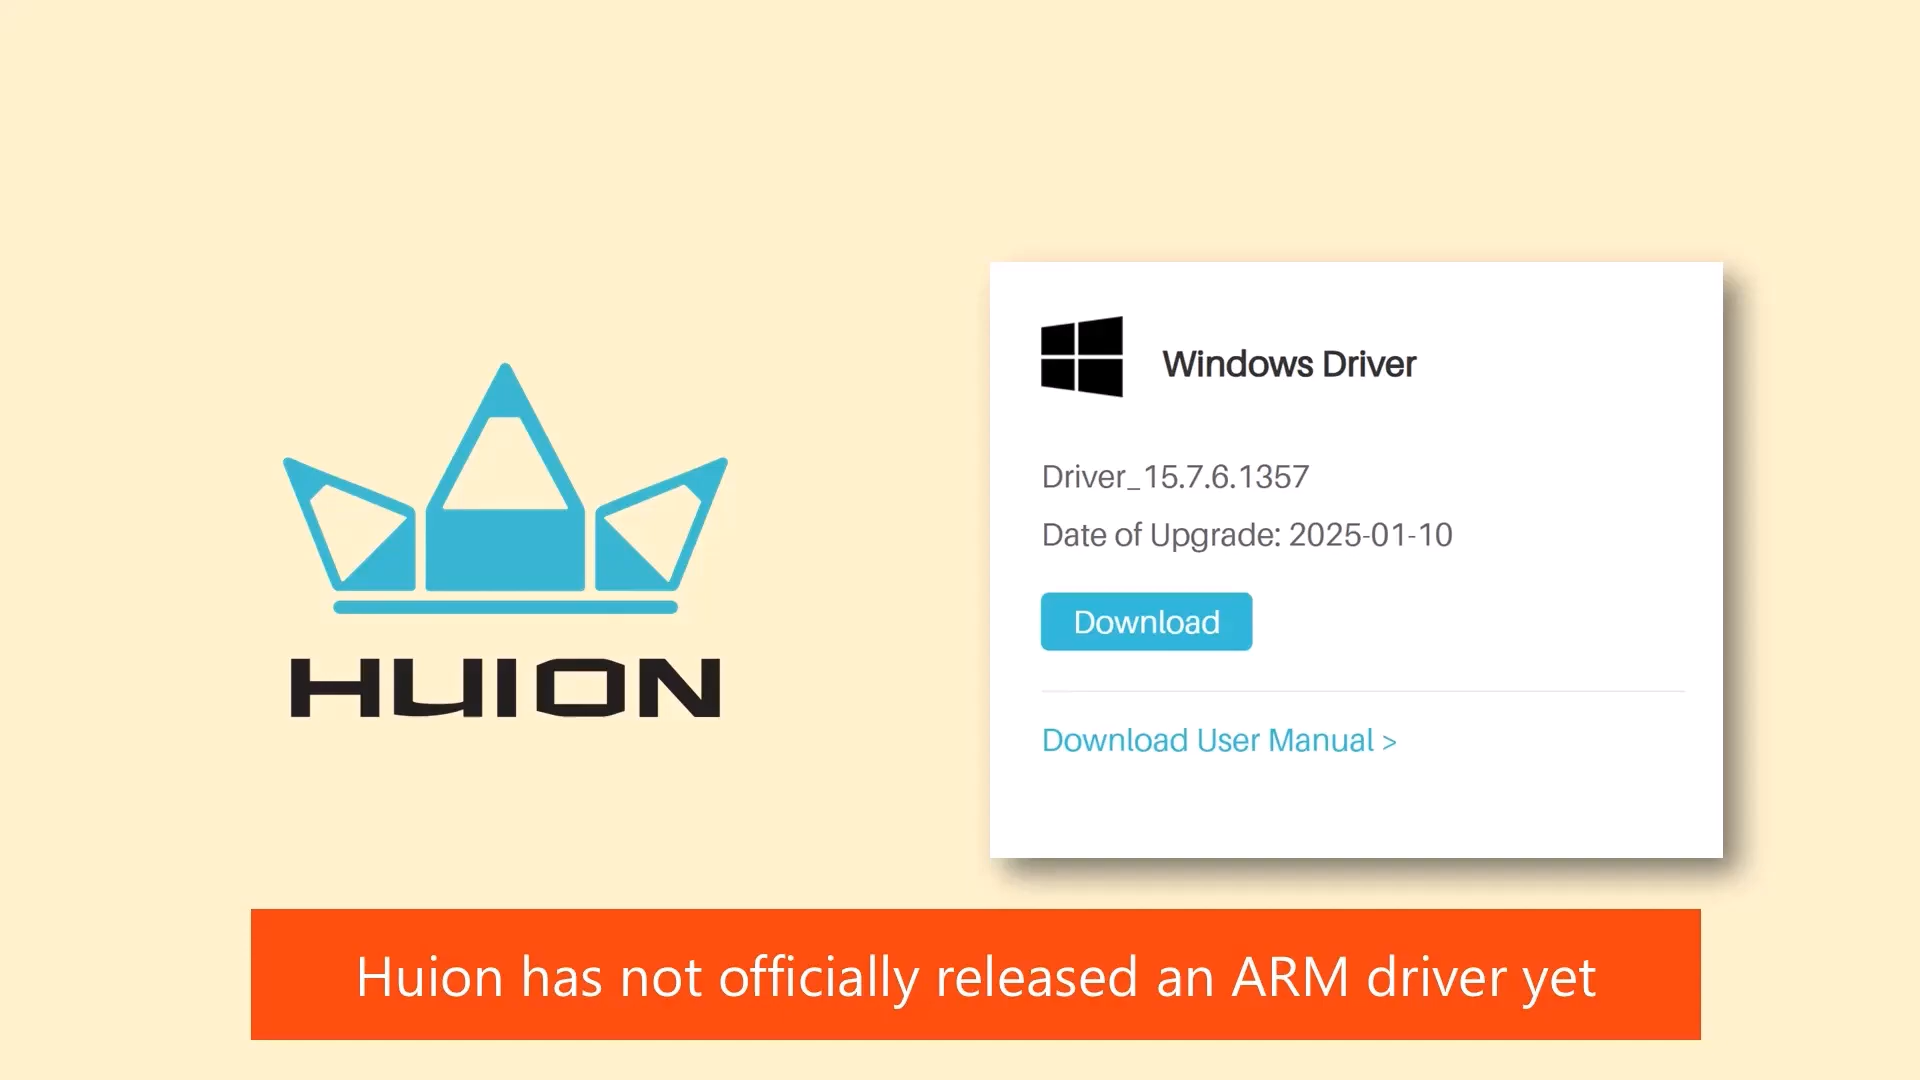 HUION
Windows Driver
Driver_15.7.6.1357
Date of Upgrade: 2025-01-10
Download
Download User Manual >
Huion has not officially released an ARM driver yet